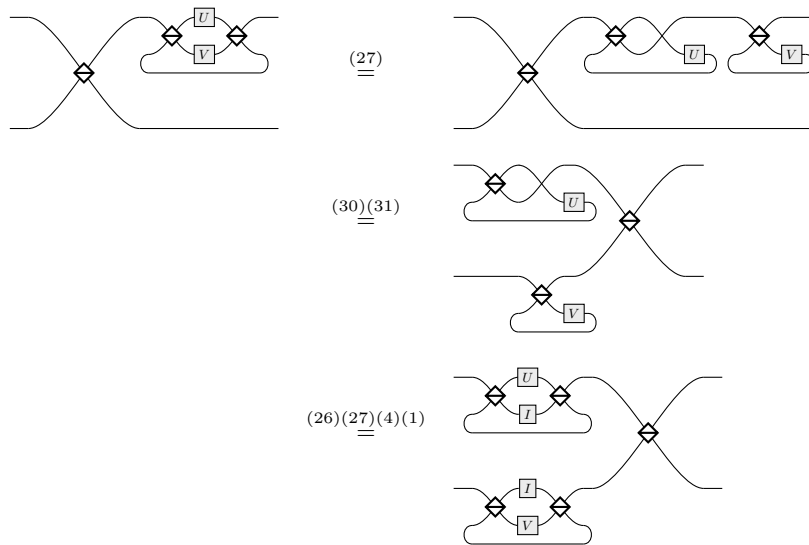 U
V
(27)
=
U
V
(30)(31)
=
U
V
(26)(27)(4)(1)
=
U
I
I
V